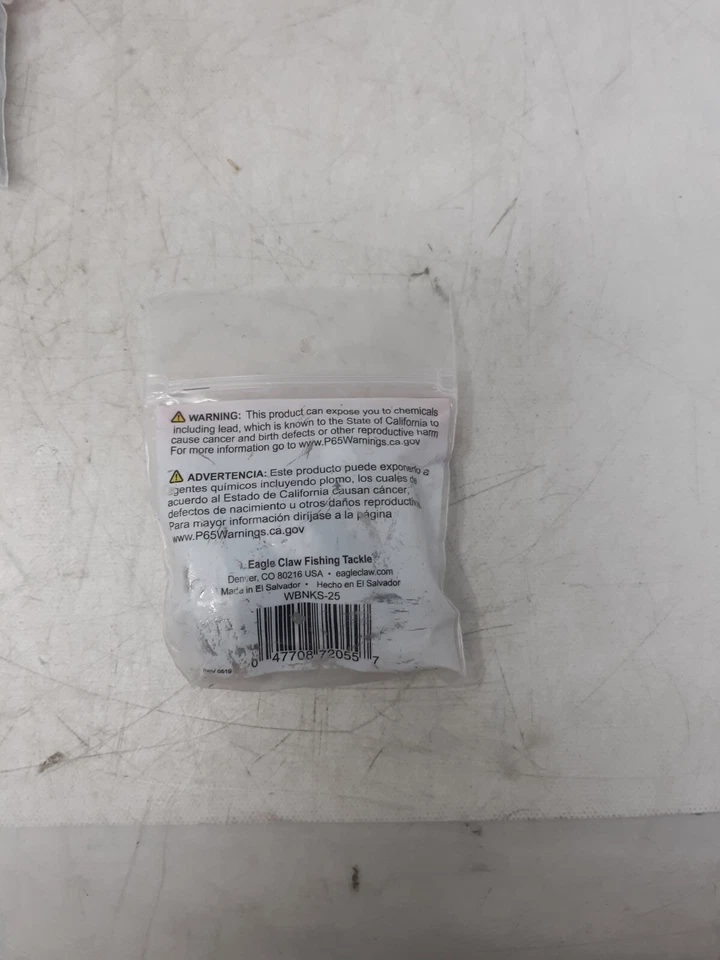 WARNING: This product can expose you to chemicals
including lead, which is known to the State of California to
cause cancer and birth defects or other reproductive harm
For more information go to www.P65Warnings.ca.gov
ADVERTENCIA: Este producto puede exponerlo a
agentes químicos incluyendo plomo, los cuales de
acuerdo al Estado de California causan cáncer,
defectos de nacimiento u otros daños
Para mayor información diríjase a la página
www.P65Warnings.ca.gov
Eagle Claw Fishing Tackle
Denver, CO 80216 USA • eagleclaw.com
Made in El Salvador • Hecho en El Salvador
WBNKS-25
0 47708 72055 7